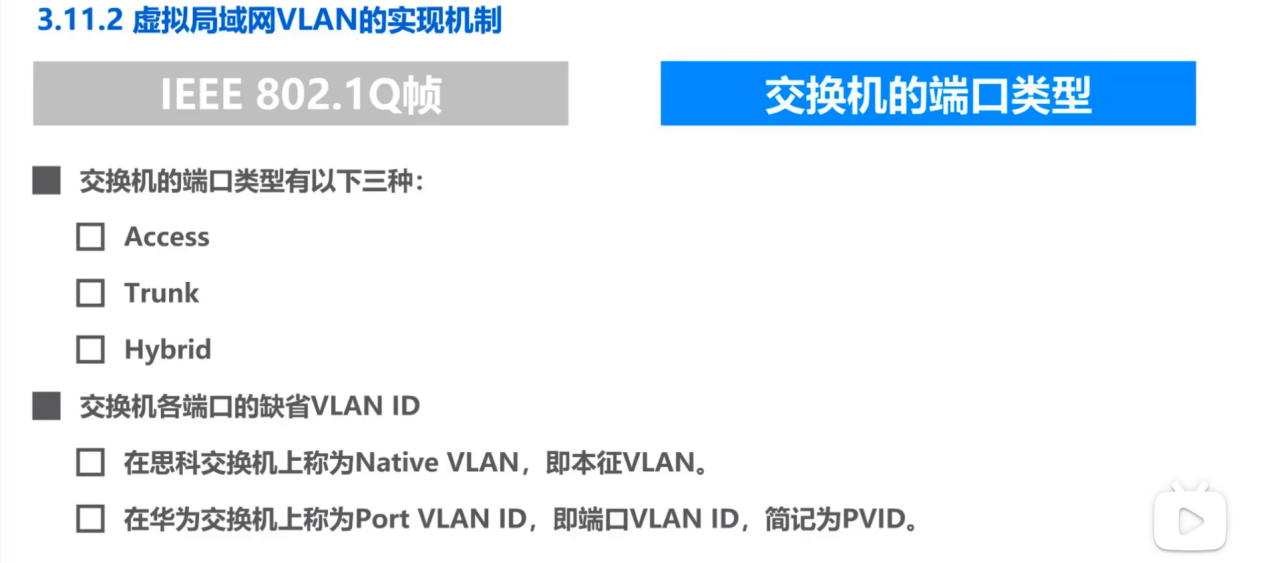 3.11.2 虚拟局域网VLAN的实现机制
IEEE 802.1Q帧
交换机的端口类型
交换机的端口类型有以下三种：
Access
Trunk
Hybrid
交换机各端口的缺省VLAN ID
在思科交换机上称为Native VLAN，即本征VLAN。
在华为交换机上称为Port VLAN ID，即端口VLAN ID，简记为PVID。